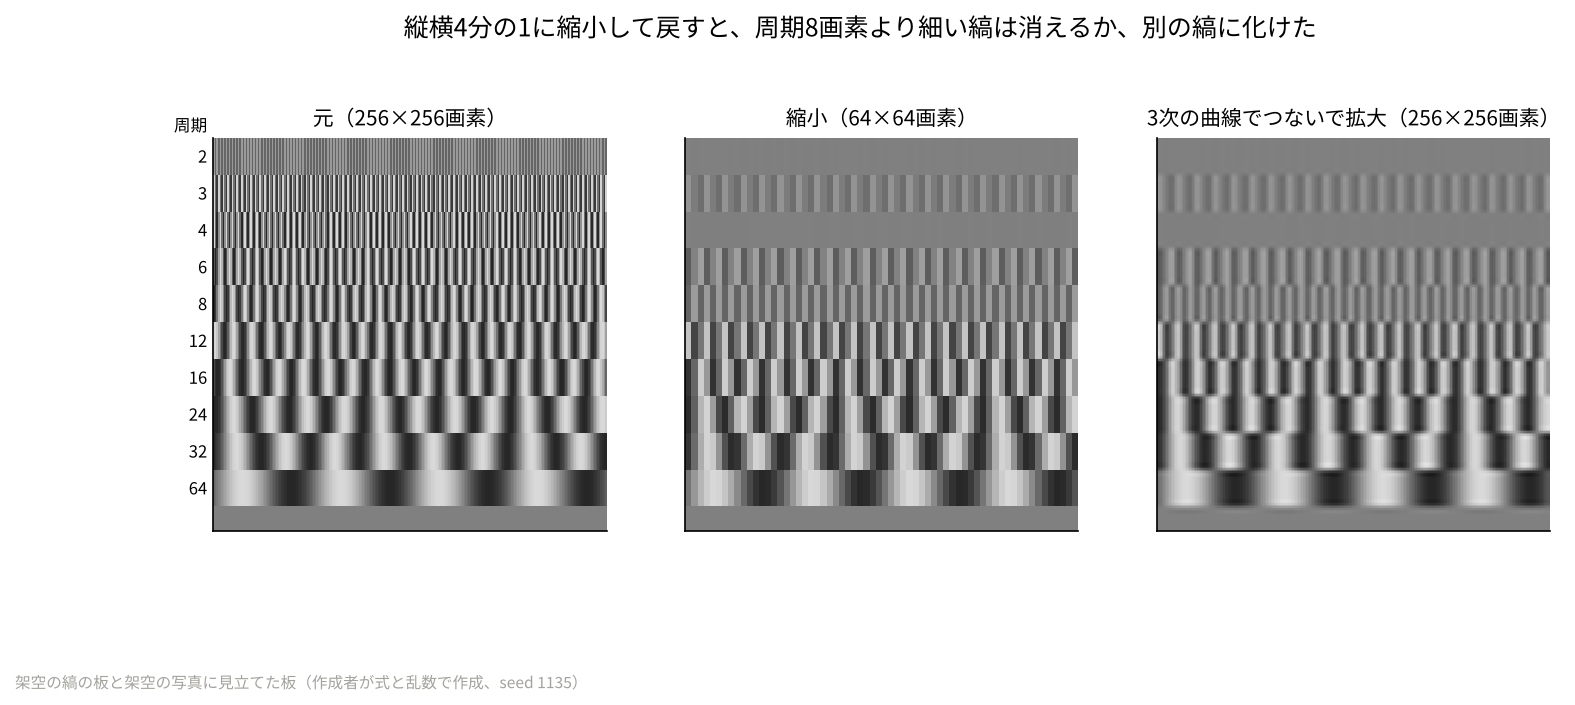 縦横4分の1に縮小して戻すと、周期8画素より細い縞は消えるか、別の縞に化けた
周期
元（256×256画素）
縮小（64×64画素）
3次の曲線でつないで拡大（256×256画素）
2
3
4
6
8
12
16
24
32
64
架空の縞の板と架空の写真に見立てた板（作成者が式と乱数で作成、seed 1135）